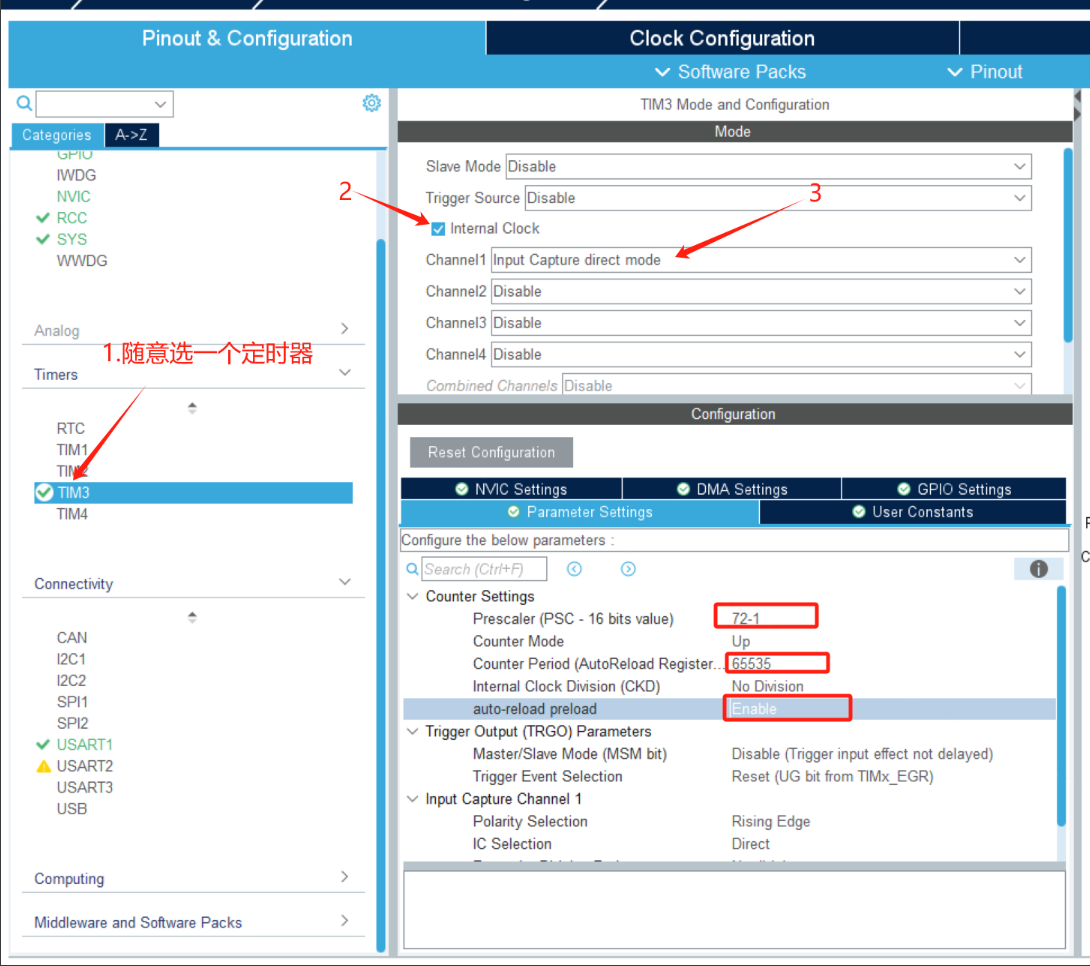 Pinout & Configuration
Clock Configuration
Software Packs
Pinout
Categories
A->Z
GPIO
IWDG
NVIC
RCC
SYS
WWDG
Analog
1.随意选一个定时器
Timers
RTC
TIM1
TIM2
TIM3
TIM4
Connectivity
CAN
I2C1
I2C2
SPI1
SPI2
USART1
USART2
USART3
USB
Computing
Middleware and Software Packs
TIM3 Mode and Configuration
Mode
Slave Mode Disable
2
Trigger Source Disable
3
Internal Clock
Channel1 Input Capture direct mode
Channel2 Disable
Channel3 Disable
Channel4 Disable
Combined Channels Disable
Configuration
Reset Configuration
NVIC Settings
DMA Settings
GPIO Settings
Parameter Settings
User Constants
Configure the below parameters :
Search (Ctrl+F)
Counter Settings
Prescaler (PSC - 16 bits value) 72-1
Counter Mode Up
Counter Period (AutoReload Register... 65535
Internal Clock Division (CKD) No Division
auto-reload preload Enable
Trigger Output (TRGO) Parameters
Master/Slave Mode (MSM bit) Disable (Trigger input effect not delayed)
Trigger Event Selection Reset (UG bit from TIMx_EGR)
Input Capture Channel 1
Polarity Selection Rising Edge
IC Selection Direct